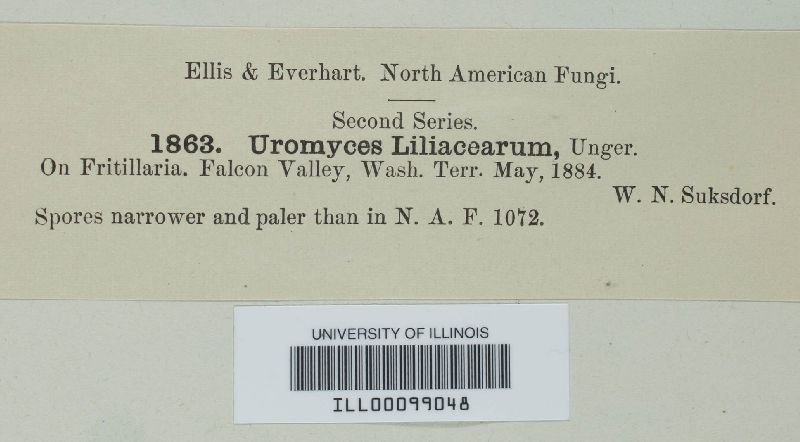 Ellis & Everhart. North American Fungi.
Second Series.
1863. Uromyces Liliacearum, Unger.
On Fritillaria. Falcon Valley, Wash. Terr. May, 1884.
W. N. Suksdorf.
Spores narrower and paler than in N. A. F. 1072.
UNIVERSITY OF ILLINOIS
ILL00099048